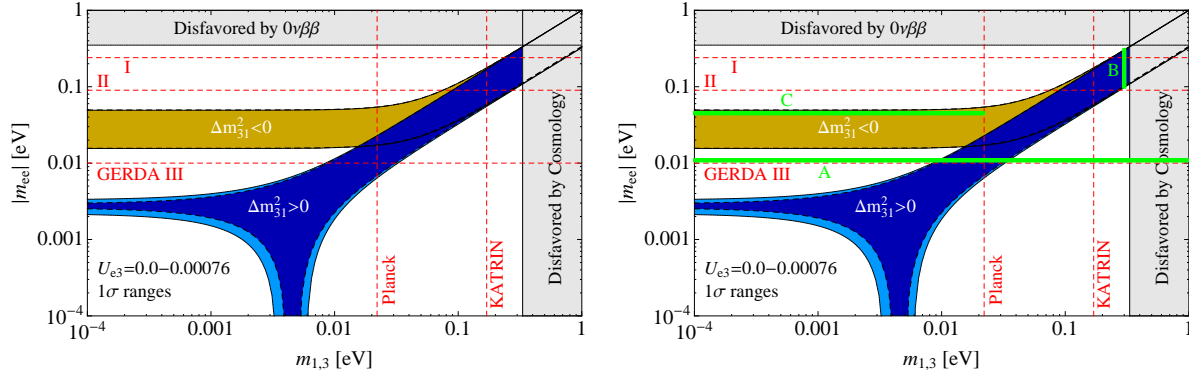 Disfavored by 0νββ
I
II
Δm²₃₁<0
GERDA III
Δm²₃₁>0
U_e3=0.0−0.00076
1σ ranges
Planck
KATRIN
Disfavored by Cosmology
|m_ee| [eV]
1
0.1
0.01
0.001
10⁻⁴
10⁻⁴
0.001
0.01
0.1
1
m₁,₃ [eV]
Disfavored by 0νββ
I
II
B
C
Δm²₃₁<0
GERDA III
A
Δm²₃₁>0
U_e3=0.0−0.00076
1σ ranges
Planck
KATRIN
Disfavored by Cosmology
|m_ee| [eV]
1
0.1
0.01
0.001
10⁻⁴
10⁻⁴
0.001
0.01
0.1
1
m₁,₃ [eV]